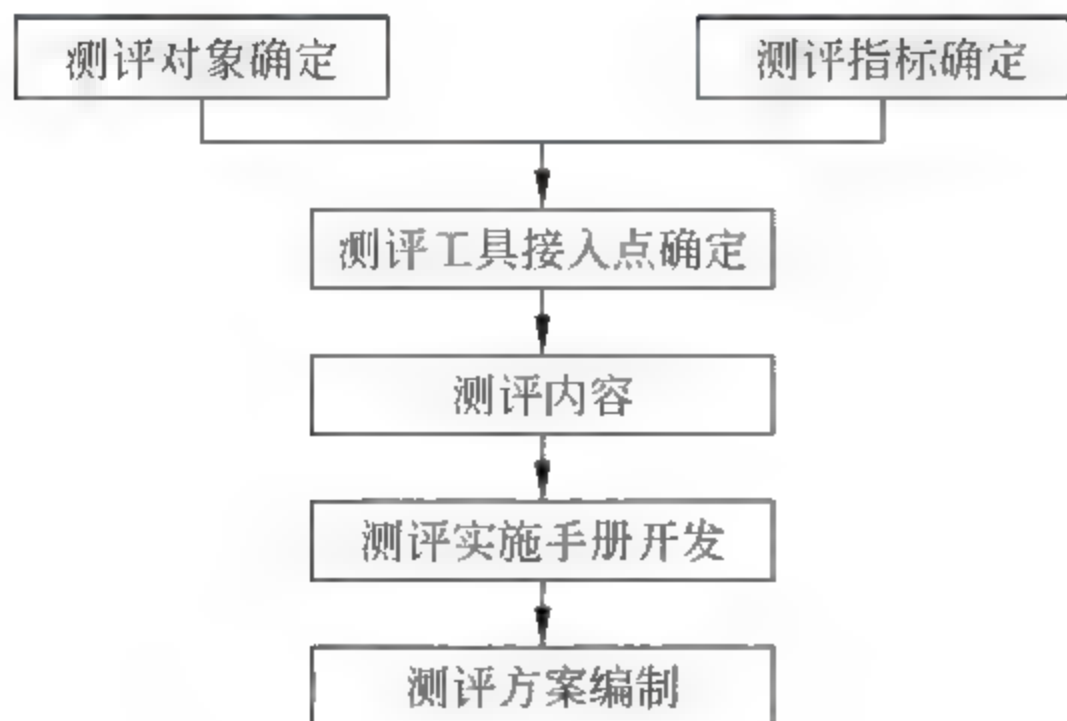 测评对象确定
测评指标确定
测评工具接入点确定
测评内容
测评实施手册开发
测评方案编制